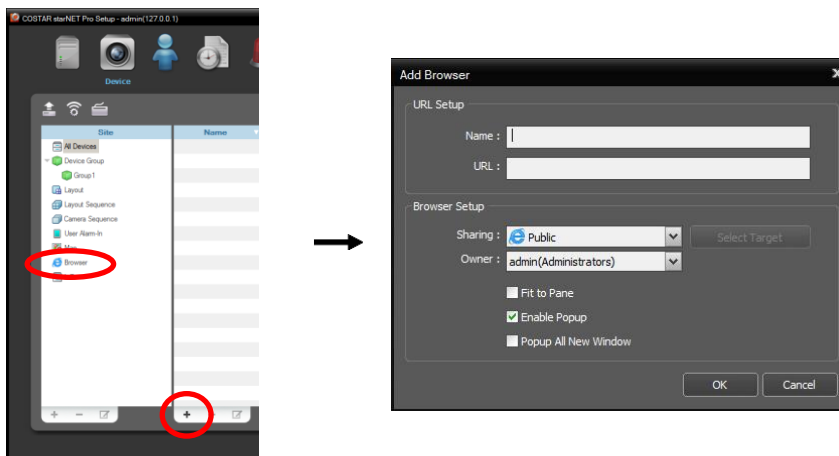 COSTAR starNET Pro Setup - admin(127.0.0.1)
Device
Site
Name
All Devices
Device Group
Group1
Layout
Layout Sequence
Camera Sequence
User Alarm-In
Map
Browser
Add Browser
URL Setup
Name :
URL :
Browser Setup
Sharing : Public Select Target
Owner : admin(Administrators)
Fit to Pane
Enable Popup
Popup All New Window
OK Cancel